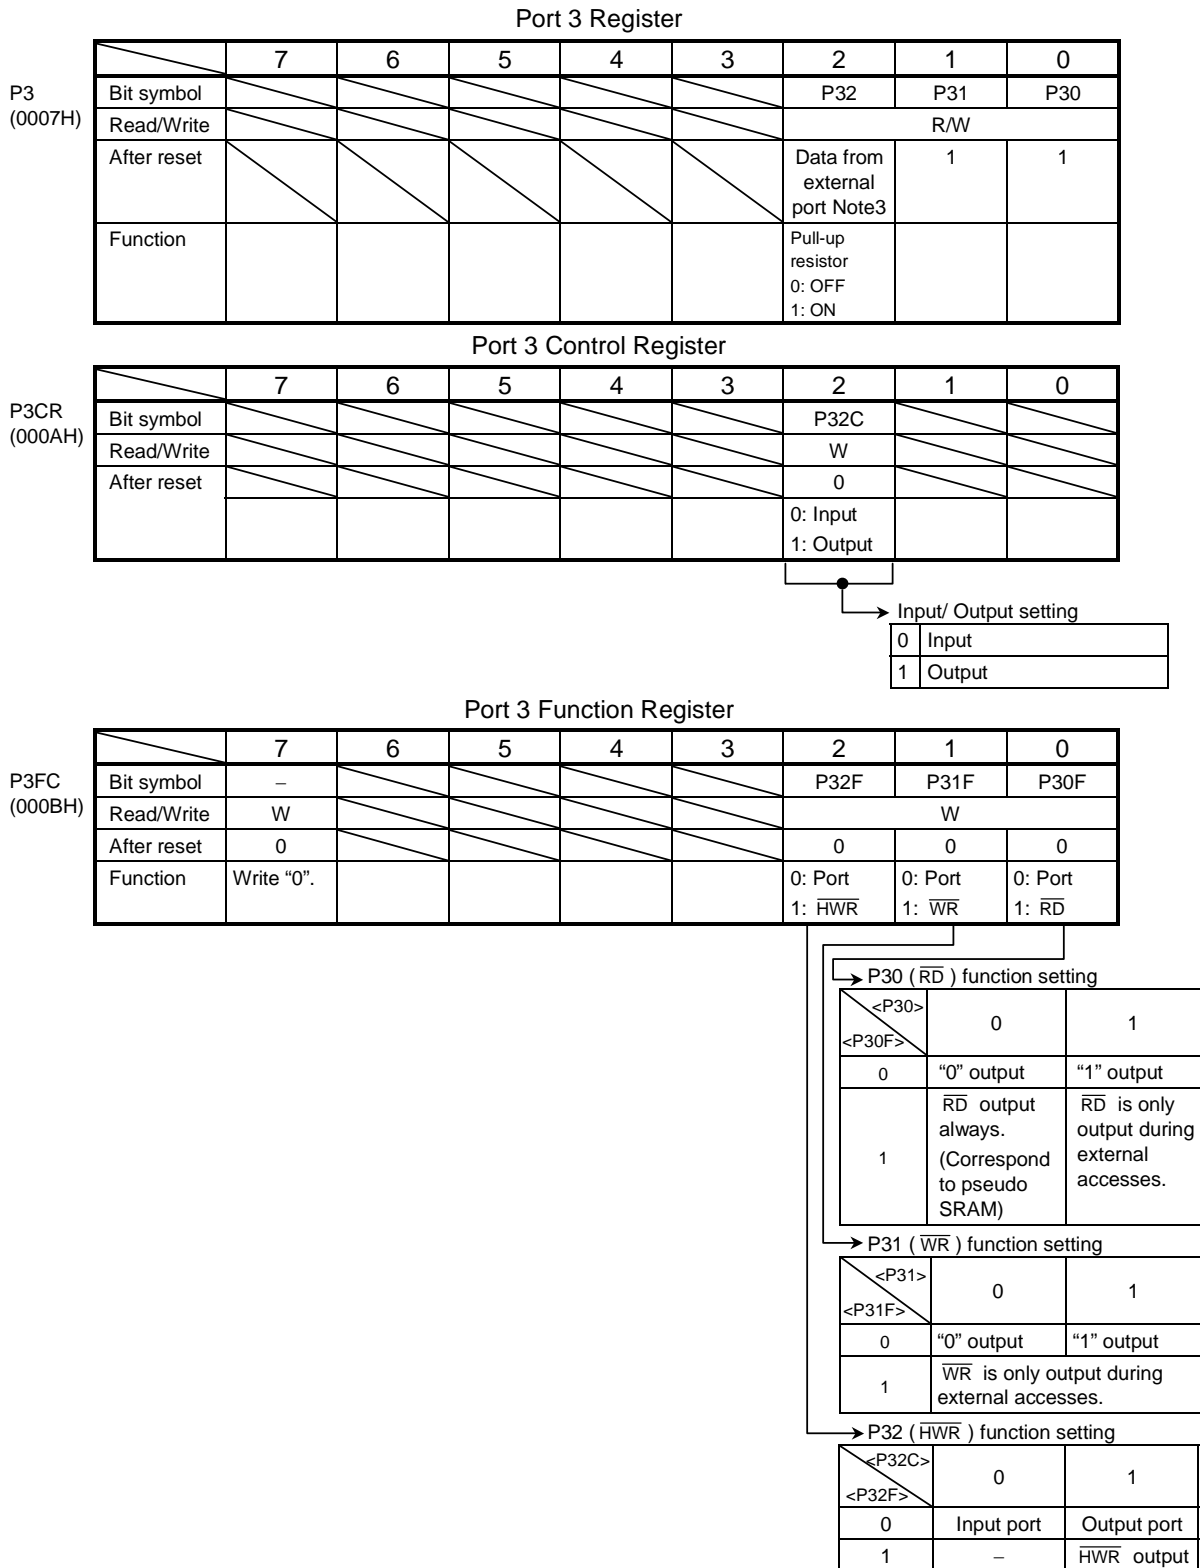 Port 3 Register
7 6 5 4 3 2 1 0
P3
(0007H)
Bit symbol P32 P31 P30
Read/Write R/W
After reset Data from external port Note3 1 1
Function Pull-up resistor 0: OFF 1: ON
Port 3 Control Register
7 6 5 4 3 2 1 0
P3CR
(000AH)
Bit symbol P32C
Read/Write W
After reset 0
0: Input
1: Output
Input/ Output setting
0 Input
1 Output
Port 3 Function Register
7 6 5 4 3 2 1 0
P3FC
(000BH)
Bit symbol – P32F P31F P30F
Read/Write W W
After reset 0 0 0 0
Function Write “0”. 0: Port 0: Port 0: Port
1: HWR 1: WR 1: RD
P30 ( RD ) function setting
<P30>
<P30F>
0 1
0 “0” output “1” output
1
RD output always. (Correspond to pseudo SRAM)
RD is only output during external accesses.
P31 ( WR ) function setting
<P31>
<P31F>
0 1
0 “0” output “1” output
1
WR is only output during
external accesses.
P32 ( HWR ) function setting
<P32C>
<P32F>
0 1
0 Input port Output port
1 – HWR output